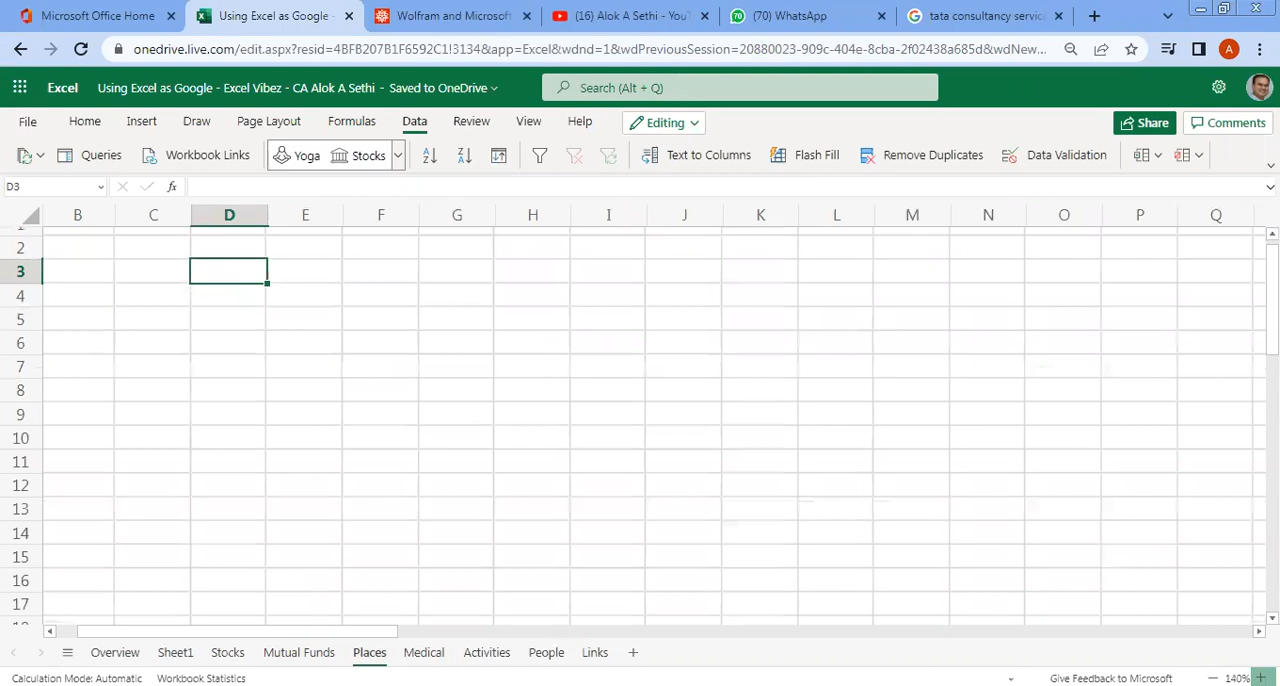 Microsoft Office Home
Using Excel as Google -
Wolfram and Microsoft
(16) Alok A Sethi - YouT
(70) WhatsApp
tata consultancy servic
onedrive.live.com/edit.aspx?resid=4BFB207B1F6592C1!3134&app=Excel&wdnd=1&wdPreviousSession=20880023-909c-404e-8cba-2f02438a685d&wdNew...
A
Excel
Using Excel as Google - Excel Vibez - CA Alok A Sethi - Saved to OneDrive
Search (Alt + Q)
File Home Insert Draw Page Layout Formulas Data Review View Help Editing Share Comments
Queries Workbook Links Yoga Stocks Text to Columns Flash Fill Remove Duplicates Data Validation
D3 fx
B C D E F G H I J K L M N O P Q
2
3
4
5
6
7
8
9
10
11
12
13
14
15
16
17
Overview Sheet1 Stocks Mutual Funds Places Medical Activities People Links
Calculation Mode: Automatic Workbook Statistics Give Feedback to Microsoft 140%